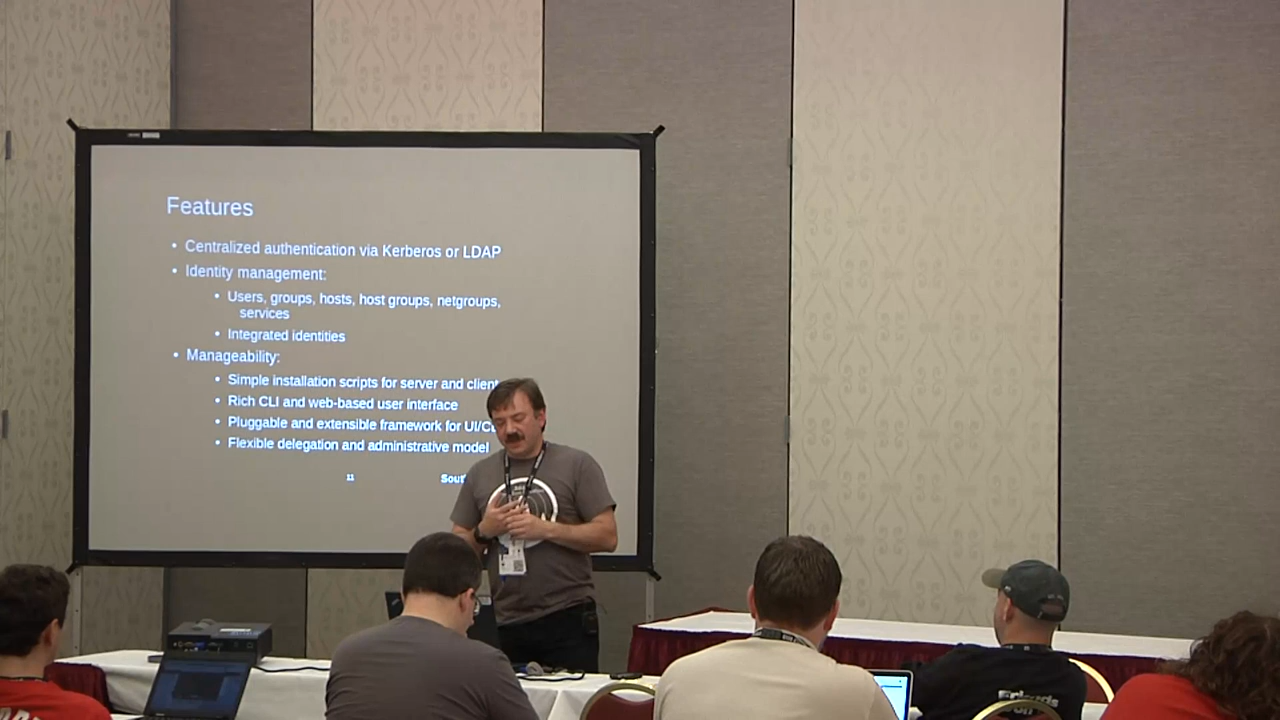 Features
• Centralized authentication via Kerberos or LDAP
• Identity management:
• Users, groups, hosts, host groups, netgroups,
services
• Integrated identities
• Manageability:
• Simple installation scripts for server and client
• Rich CLI and web-based user interface
• Pluggable and extensible framework for UI/C
• Flexible delegation and administrative model
11
Sout
Friends